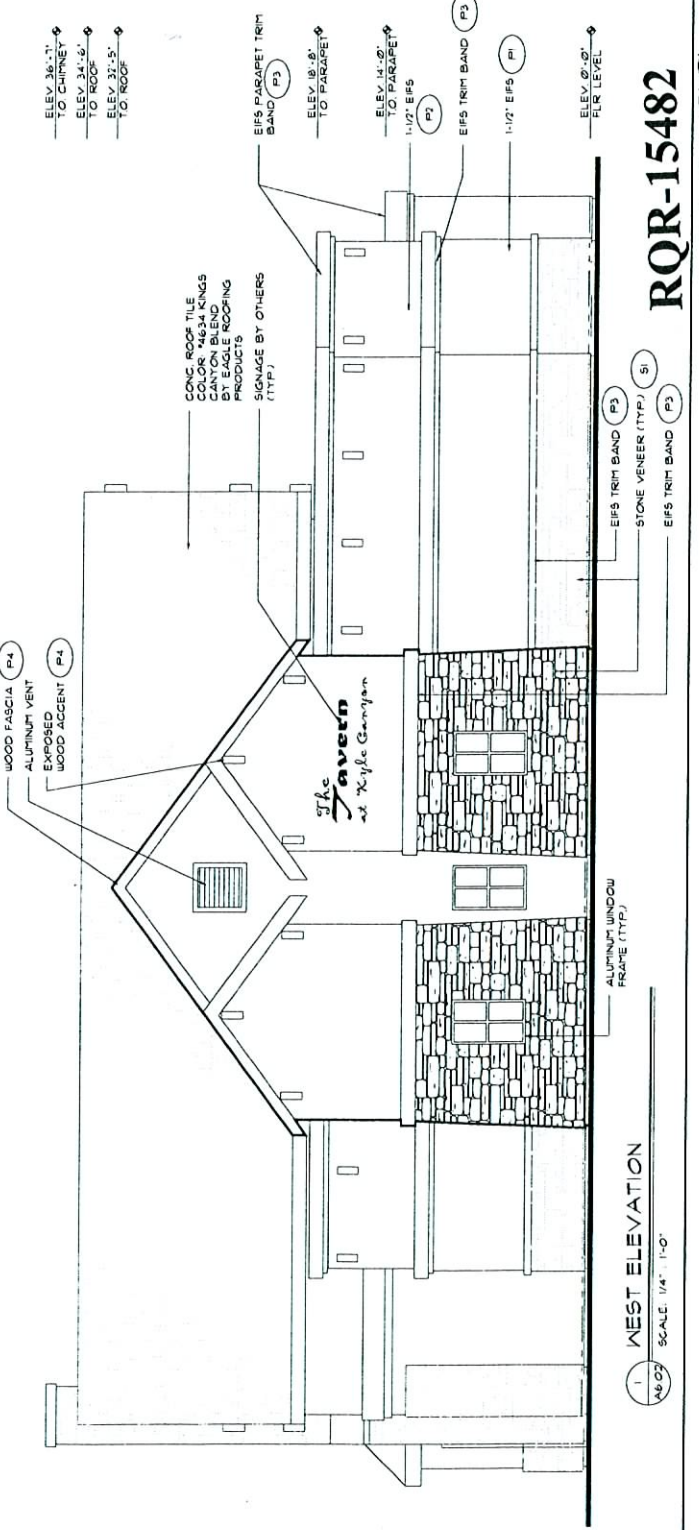 WOOD FASCIA P4
ALUMINUM VENT
EXPOSED
WOOD ACCENT P4
CONC. ROOF TILE
COLOR: #4634 KINGS
CANYON BLEND
BY EAGLE ROOFING
PRODUCTS
SIGNAGE BY OTHERS
(TYP.)
EIFS PARAPET TRIM
BAND P3
ELEV. 36'-7"
T.O. CHIMNEY
ELEV. 34'-6"
TO ROOF
ELEV. 32'-5"
T.O. ROOF
ELEV. 18'-8"
TO PARAPET
ELEV. 14'-0"
T.O. PARAPET
1-1/2" EIFS
P2
EIFS TRIM BAND P3
1-1/2" EIFS P1
ELEV. 0'-0"
FLR LEVEL
The
Tavern
at Kyle Canyon
ALUMINUM WINDOW
FRAME (TYP.)
EIFS TRIM BAND P3
STONE VENEER (TYP.) S1
EIFS TRIM BAND P3
1
A6.02
WEST ELEVATION
SCALE: 1/4" : 1'-0"
RQR-15482